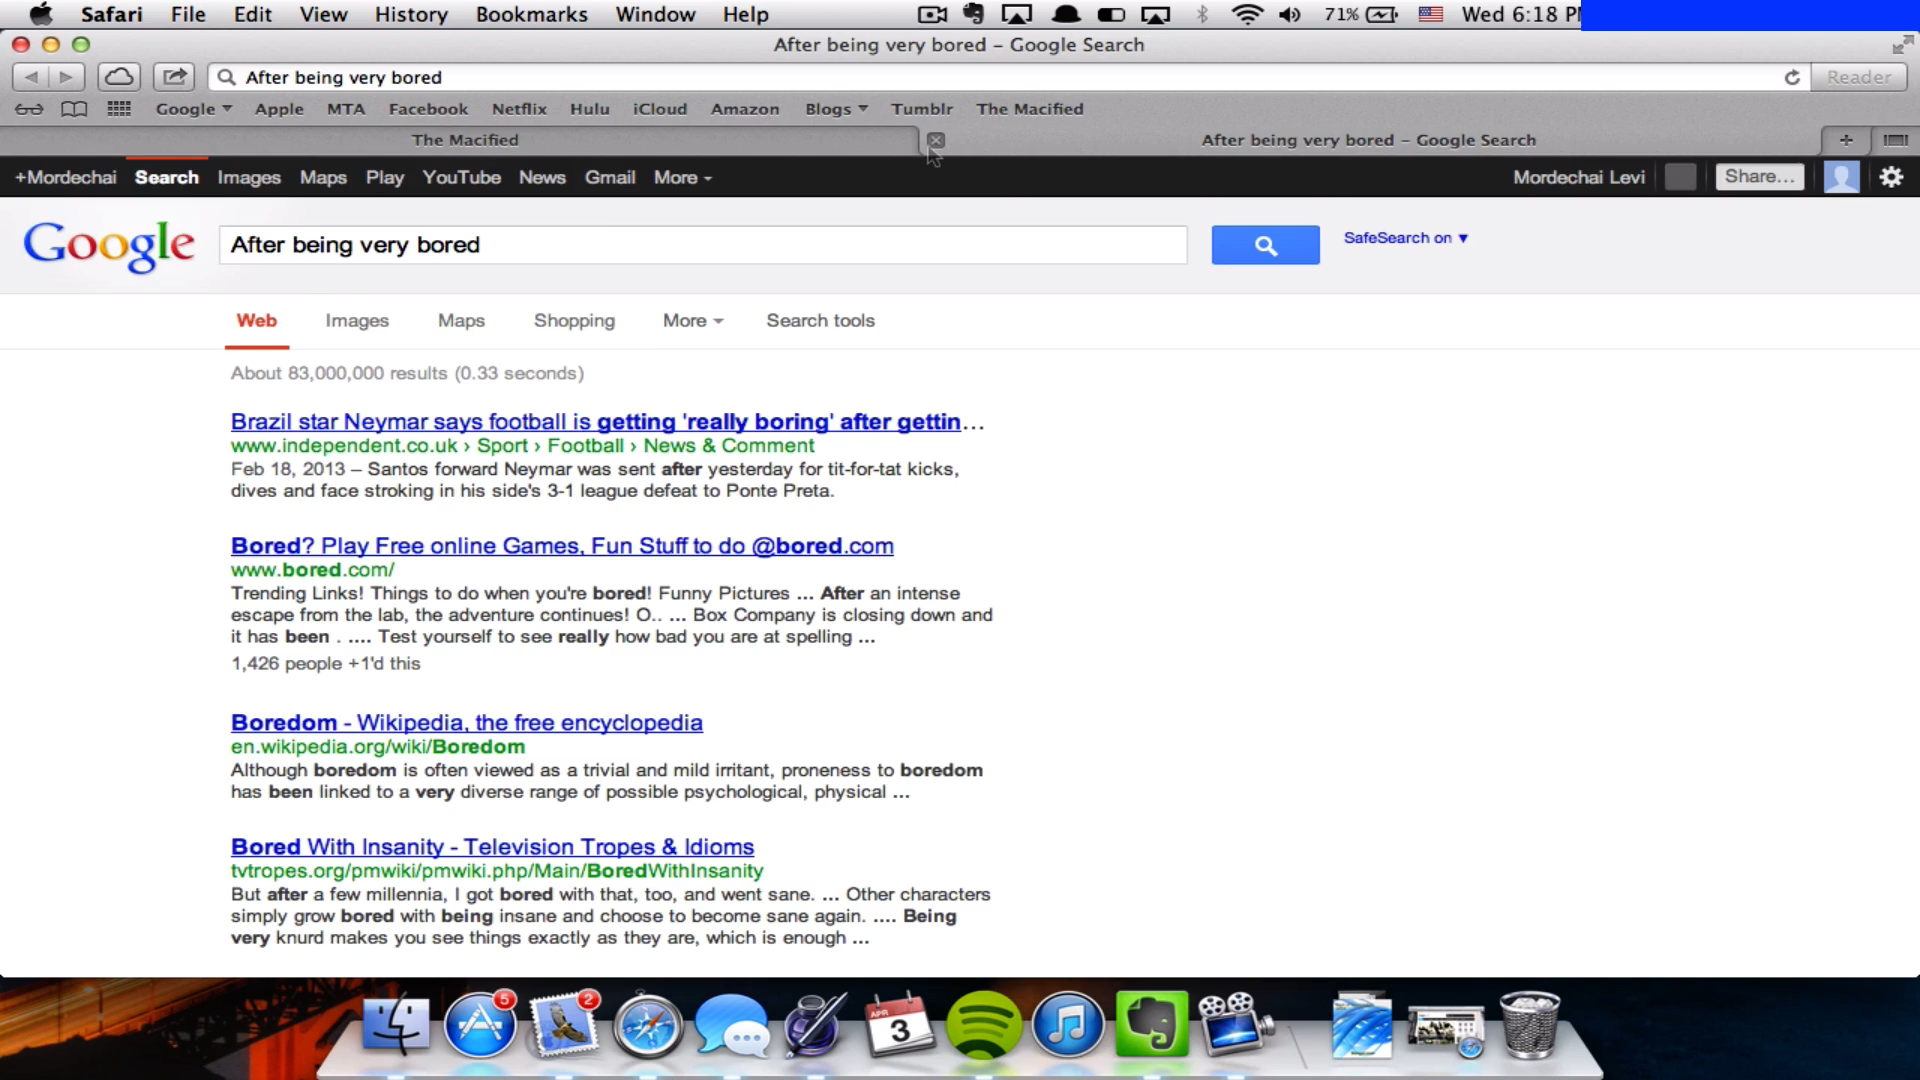 Safari File Edit View History Bookmarks Window Help 71% Wed 6:18 P
After being very bored – Google Search
After being very bored Reader
Google Apple MTA Facebook Netflix Hulu iCloud Amazon Blogs Tumblr The Macified
The Macified After being very bored – Google Search
+Mordechai Search Images Maps Play YouTube News Gmail More Mordechai Levi Share...
Google After being very bored SafeSearch on ▼
Web Images Maps Shopping More Search tools
About 83,000,000 results (0.33 seconds)
Brazil star Neymar says football is getting 'really boring' after gettin...
www.independent.co.uk › Sport › Football › News & Comment
Feb 18, 2013 – Santos forward Neymar was sent after yesterday for tit-for-tat kicks,
dives and face stroking in his side's 3-1 league defeat to Ponte Preta.
Bored? Play Free online Games, Fun Stuff to do @bored.com
www.bored.com/
Trending Links! Things to do when you're bored! Funny Pictures ... After an intense
escape from the lab, the adventure continues! O.. ... Box Company is closing down and
it has been . .... Test yourself to see really how bad you are at spelling ...
1,426 people +1'd this
Boredom - Wikipedia, the free encyclopedia
en.wikipedia.org/wiki/Boredom
Although boredom is often viewed as a trivial and mild irritant, proneness to boredom
has been linked to a very diverse range of possible psychological, physical ...
Bored With Insanity - Television Tropes & Idioms
tvtropes.org/pmwiki/pmwiki.php/Main/BoredWithInsanity
But after a few millennia, I got bored with that, too, and went sane. ... Other characters
simply grow bored with being insane and choose to become sane again. .... Being
very knurd makes you see things exactly as they are, which is enough ...
5 2 APR 3